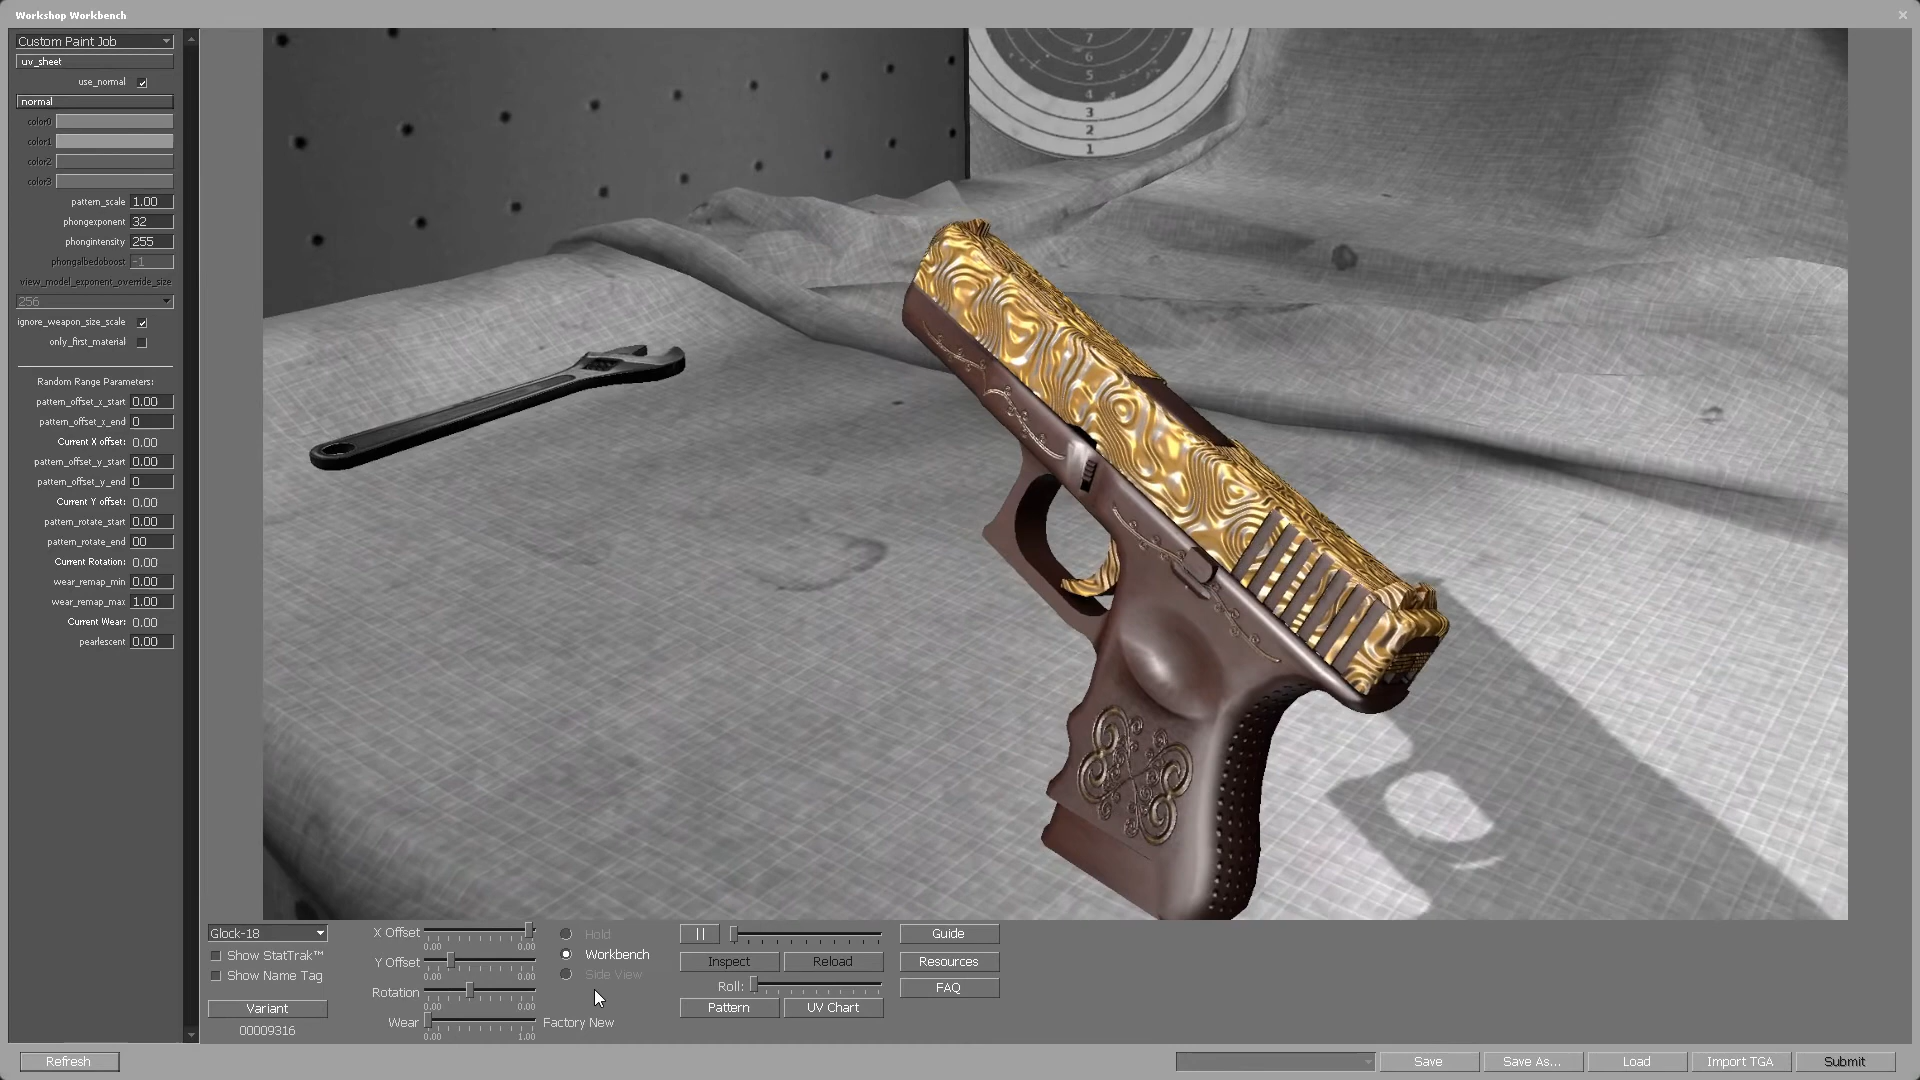 Workshop Workbench
Custom Paint Job
uv_sheet
use_normal
normal
color0
color1
color2
color3
pattern_scale 1.00
phongexponent 32
phongintensity 255
phongalbedoboost -1
view_model_exponent_override_size
256
ignore_weapon_size_scale
only_first_material
Random Range Parameters:
pattern_offset_x_start 0.00
pattern_offset_x_end 0
Current X offset: 0.00
pattern_offset_y_start 0.00
pattern_offset_y_end 0
Current Y offset: 0.00
pattern_rotate_start 0.00
pattern_rotate_end 00
Current Rotation: 0.00
wear_remap_min 0.00
wear_remap_max 1.00
Current Wear: 0.00
pearlescent 0.00
7
6
5
4
3
2
1
Glock-18
Show StatTrak™
Show Name Tag
Variant
00009316
X Offset
0.00 0.00
Y Offset
0.00 0.00
Rotation
0.00 0.00
Wear Factory New
0.00 1.00
Hold
Workbench
Side View
Inspect Reload
Roll:
Pattern UV Chart
Guide
Resources
FAQ
Refresh Save Save As... Load Import TGA Submit